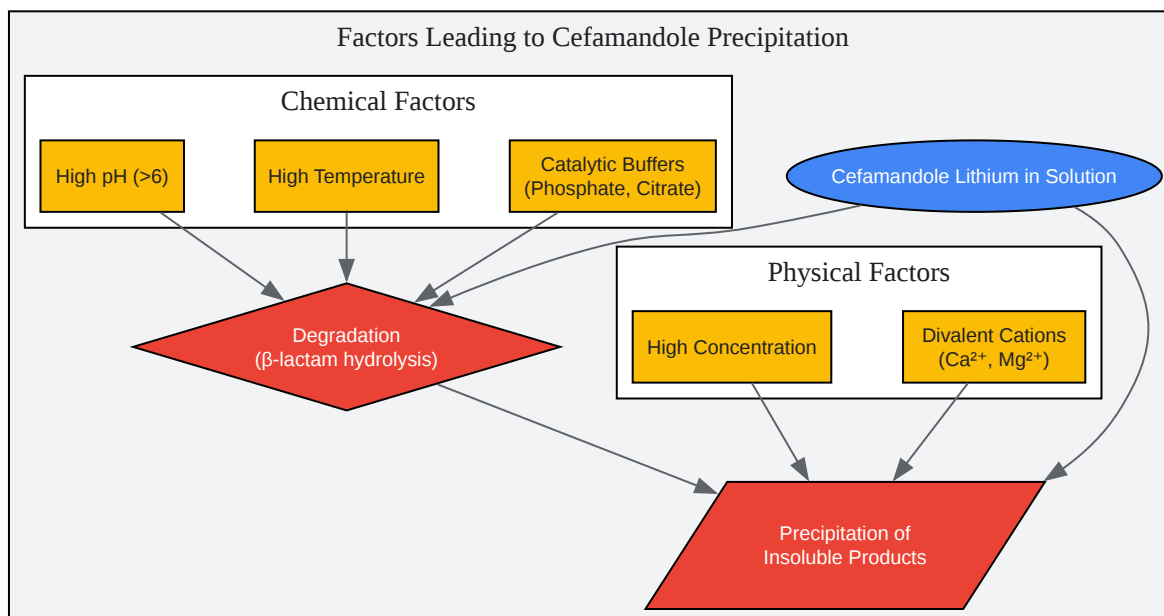 Factors Leading to Cefamandole Precipitation
Chemical Factors
High pH (>6)
High Temperature
Catalytic Buffers
(Phosphate, Citrate)
Cefamandole Lithium in Solution
Physical Factors
High Concentration
Divalent Cations
(Ca²⁺, Mg²⁺)
Degradation
(β-lactam hydrolysis)
Precipitation of
Insoluble Products